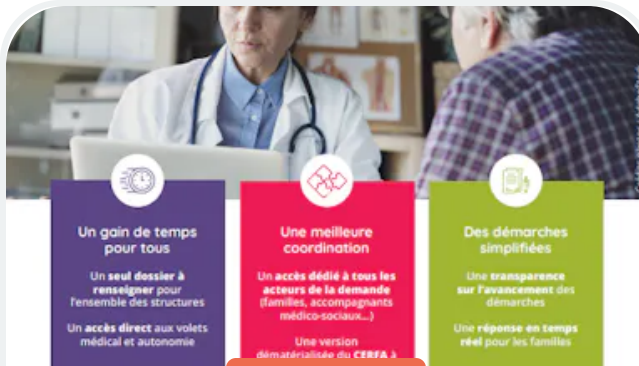 Un gain de temps
pour tous
Un seul dossier à
renseigner pour
l'ensemble des structures
Un accès direct aux volets
médical et autonomie
Une meilleure
coordination
Un accès dédié à tous les
acteurs de la demande
(familles, accompagnants
médico-sociaux...)
Une version
dématérialisée du CERFA à
Des démarches
simplifiées
Une transparence
sur l'avancement des
démarches
Une réponse en temps
réel pour les familles